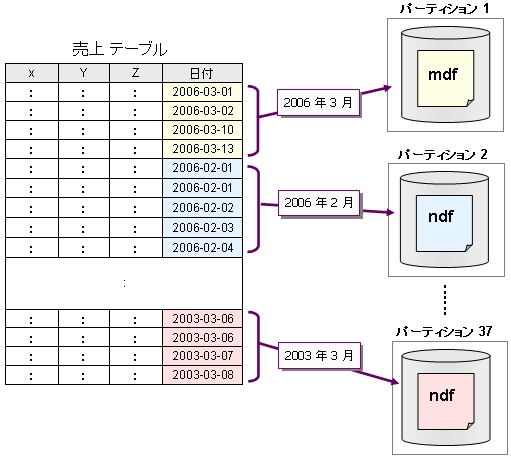 パーティション 1
mdf
売上 テーブル
x Y Z 日付
: : : 2006-03-01
: : : 2006-03-02
: : : 2006-03-10
: : : 2006-03-13
2006 年 3 月
パーティション 2
ndf
: : : 2006-02-01
: : : 2006-02-01
: : : 2006-02-02
: : : 2006-02-03
: : : 2006-02-04
2006 年 2 月
:
パーティション 37
ndf
: : : 2003-03-06
: : : 2003-03-06
: : : 2003-03-07
: : : 2003-03-08
2003 年 3 月